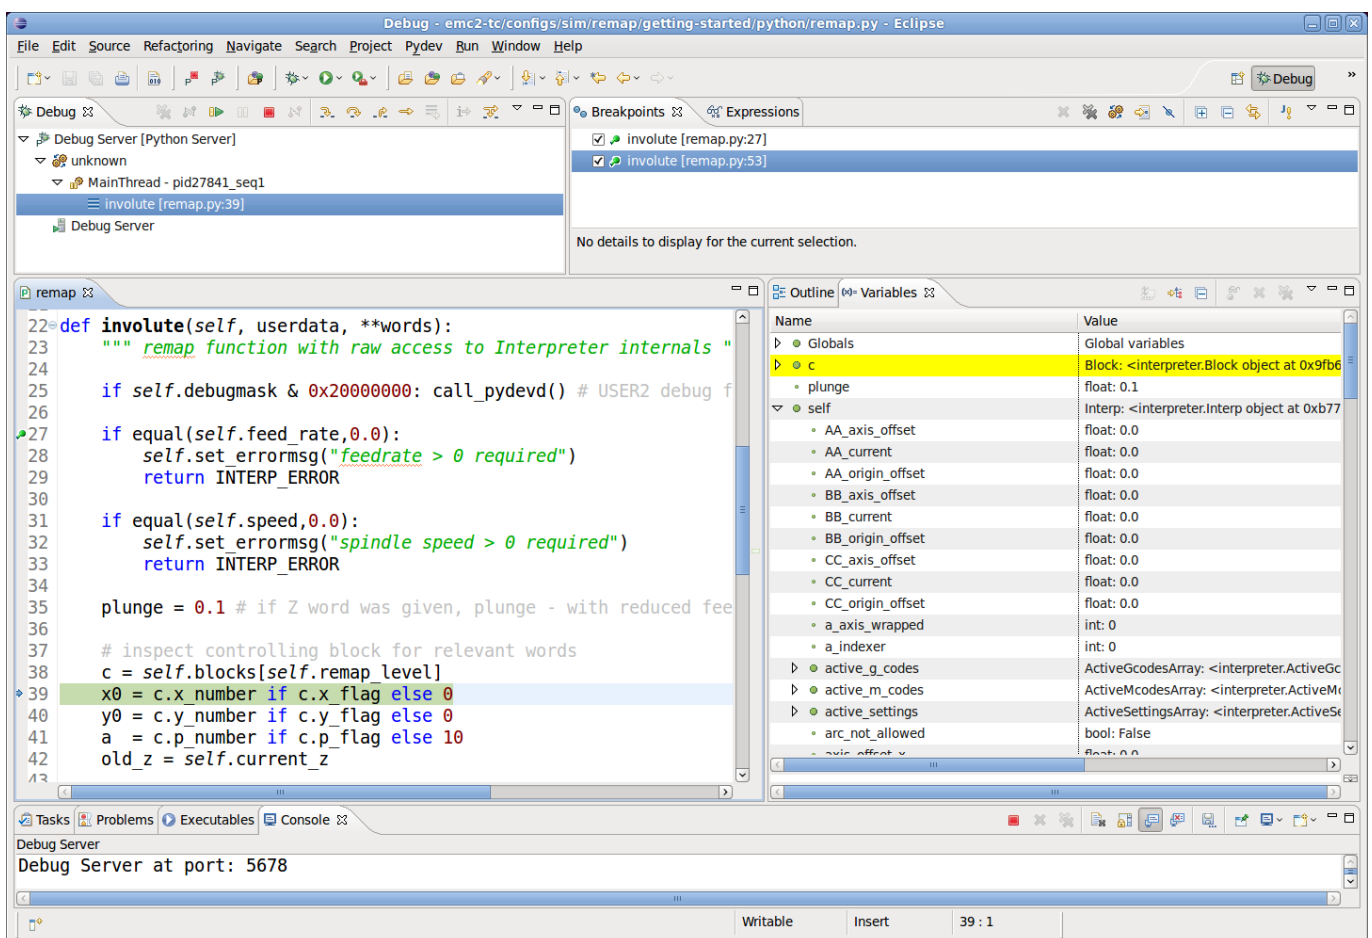 Debug - emc2-tc/configs/sim/remap/getting-started/python/remap.py - Eclipse
File Edit Source Refactoring Navigate Search Project Pydev Run Window Help
Debug
»
Debug
Debug Server [Python Server]
unknown
MainThread - pid27841_seq1
involute [remap.py:39]
Debug Server
Breakpoints Expressions
involute [remap.py:27]
involute [remap.py:53]
No details to display for the current selection.
remap
22 def involute(self, userdata, **words):
23 """ remap function with raw access to Interpreter internals "
24
25 if self.debugmask & 0x20000000: call_pydevd() # USER2 debug f
26
27 if equal(self.feed_rate,0.0):
28 self.set_errormsg("feedrate > 0 required")
29 return INTERP_ERROR
30
31 if equal(self.speed,0.0):
32 self.set_errormsg("spindle speed > 0 required")
33 return INTERP_ERROR
34
35 plunge = 0.1 # if Z word was given, plunge - with reduced fee
36
37 # inspect controlling block for relevant words
38 c = self.blocks[self.remap_level]
39 x0 = c.x_number if c.x_flag else 0
40 y0 = c.y_number if c.y_flag else 0
41 a = c.p_number if c.p_flag else 10
42 old_z = self.current_z
43
Outline Variables
Name Value
Globals Global variables
c Block: <interpreter.Block object at 0x9fb6
plunge float: 0.1
self Interp: <interpreter.Interp object at 0xb77
AA_axis_offset float: 0.0
AA_current float: 0.0
AA_origin_offset float: 0.0
BB_axis_offset float: 0.0
BB_current float: 0.0
BB_origin_offset float: 0.0
CC_axis_offset float: 0.0
CC_current float: 0.0
CC_origin_offset float: 0.0
a_axis_wrapped int: 0
a_indexer int: 0
active_g_codes ActiveGcodesArray: <interpreter.ActiveGc
active_m_codes ActiveMcodesArray: <interpreter.ActiveMc
active_settings ActiveSettingsArray: <interpreter.ActiveSe
arc_not_allowed bool: False
axis_offset_x float: 0.0
Tasks Problems Executables Console
Debug Server
Debug Server at port: 5678
Writable Insert 39 : 1